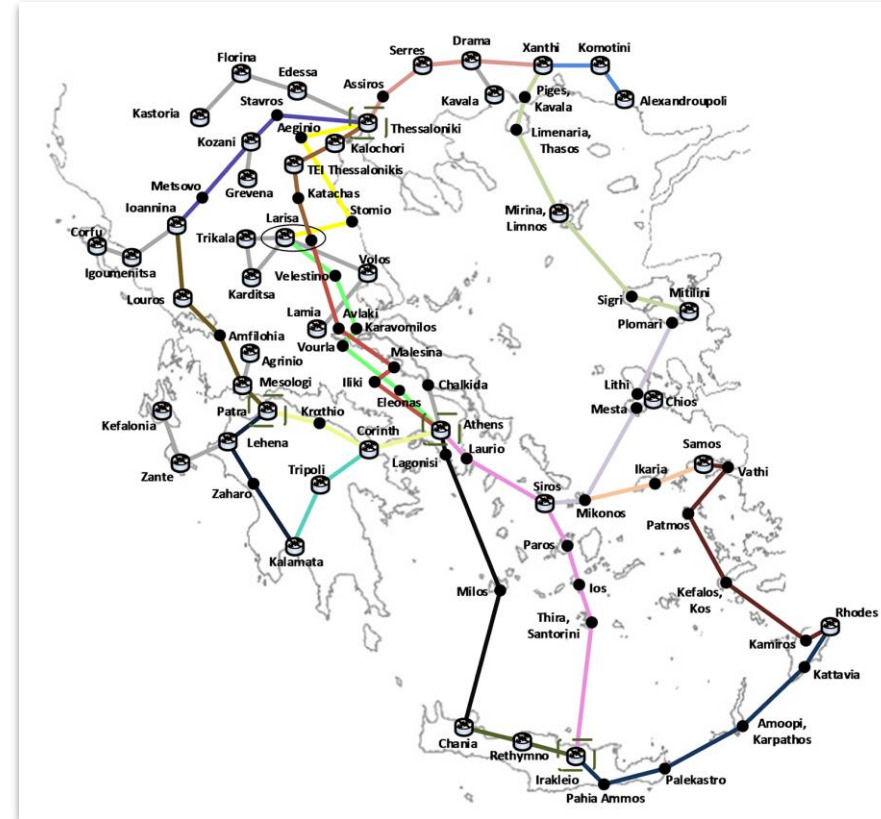 Florina
Edessa
Kastoria
Stavros
Assiros
Serres
Drama
Kavala
Xanthi
Komotini
Piges,
Kavala
Alexandroupoli
Limenaria,
Thasos
Aeginio
Thessaloniki
Kalochori
Kozani
TEI Thessalonikis
Grevena
Katachas
Metsovo
Ioannina
Stomio
Mirina,
Limnos
Larisa
Trikala
Corfu
Igoumenitsa
Karditsa
Volos
Velestino
Louros
Sigri
Mitilini
Plomari
Lamia
Avlaki
Karavomilos
Vourla
Amfilohia
Agrinio
Malesina
Mesologi
Iliki
Chalkida
Eleonas
Lithi
Mesta
Chios
Patra
Krathio
Kefalonia
Lehena
Corinth
Athens
Lagonisi
Laurio
Zante
Tripoli
Zaharo
Samos
Ikaria
Vathi
Siros
Mikonos
Patmos
Kalamata
Paros
Milos
Ios
Kefalos,
Kos
Thira,
Santorini
Rhodes
Kamiros
Kattavia
Chania
Rethymno
Irakleio
Amoopi,
Karpathos
Palekastro
Pahia Ammos